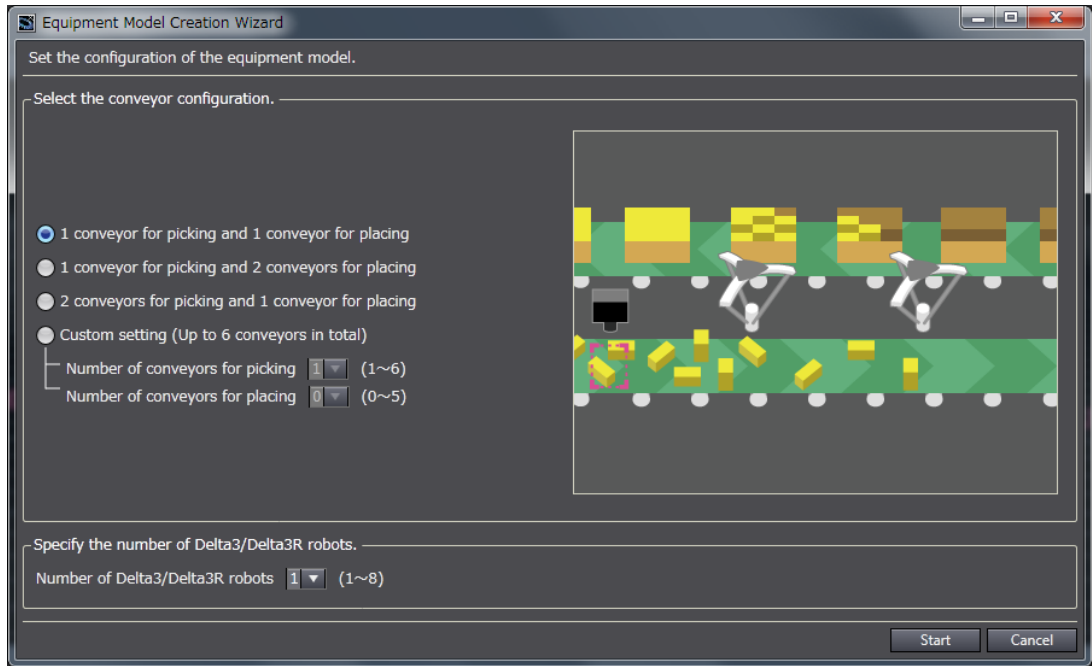 Equipment Model Creation Wizard
Set the configuration of the equipment model.
Select the conveyor configuration.
1 conveyor for picking and 1 conveyor for placing
1 conveyor for picking and 2 conveyors for placing
2 conveyors for picking and 1 conveyor for placing
Custom setting (Up to 6 conveyors in total)
Number of conveyors for picking 1 (1~6)
Number of conveyors for placing 0 (0~5)
Specify the number of Delta3/Delta3R robots.
Number of Delta3/Delta3R robots 1 (1~8)
Start Cancel